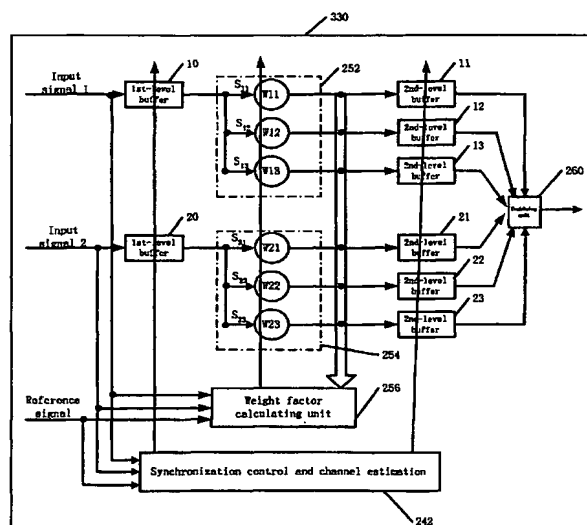 330
10
252
11
Input
signal 1
1st-level
buffer
S11
W11
2nd-level
buffer
12
S12
W12
2nd-level
buffer
13
S13
W13
2nd-level
buffer
260
unit
20
21
Input
signal 2
1st-level
buffer
S21
W21
2nd-level
buffer
22
S22
W22
2nd-level
buffer
23
S23
W23
2nd-level
buffer
254
Reference
signal
Weight factor
calculating unit
256
Synchronization control and channel estimation
242